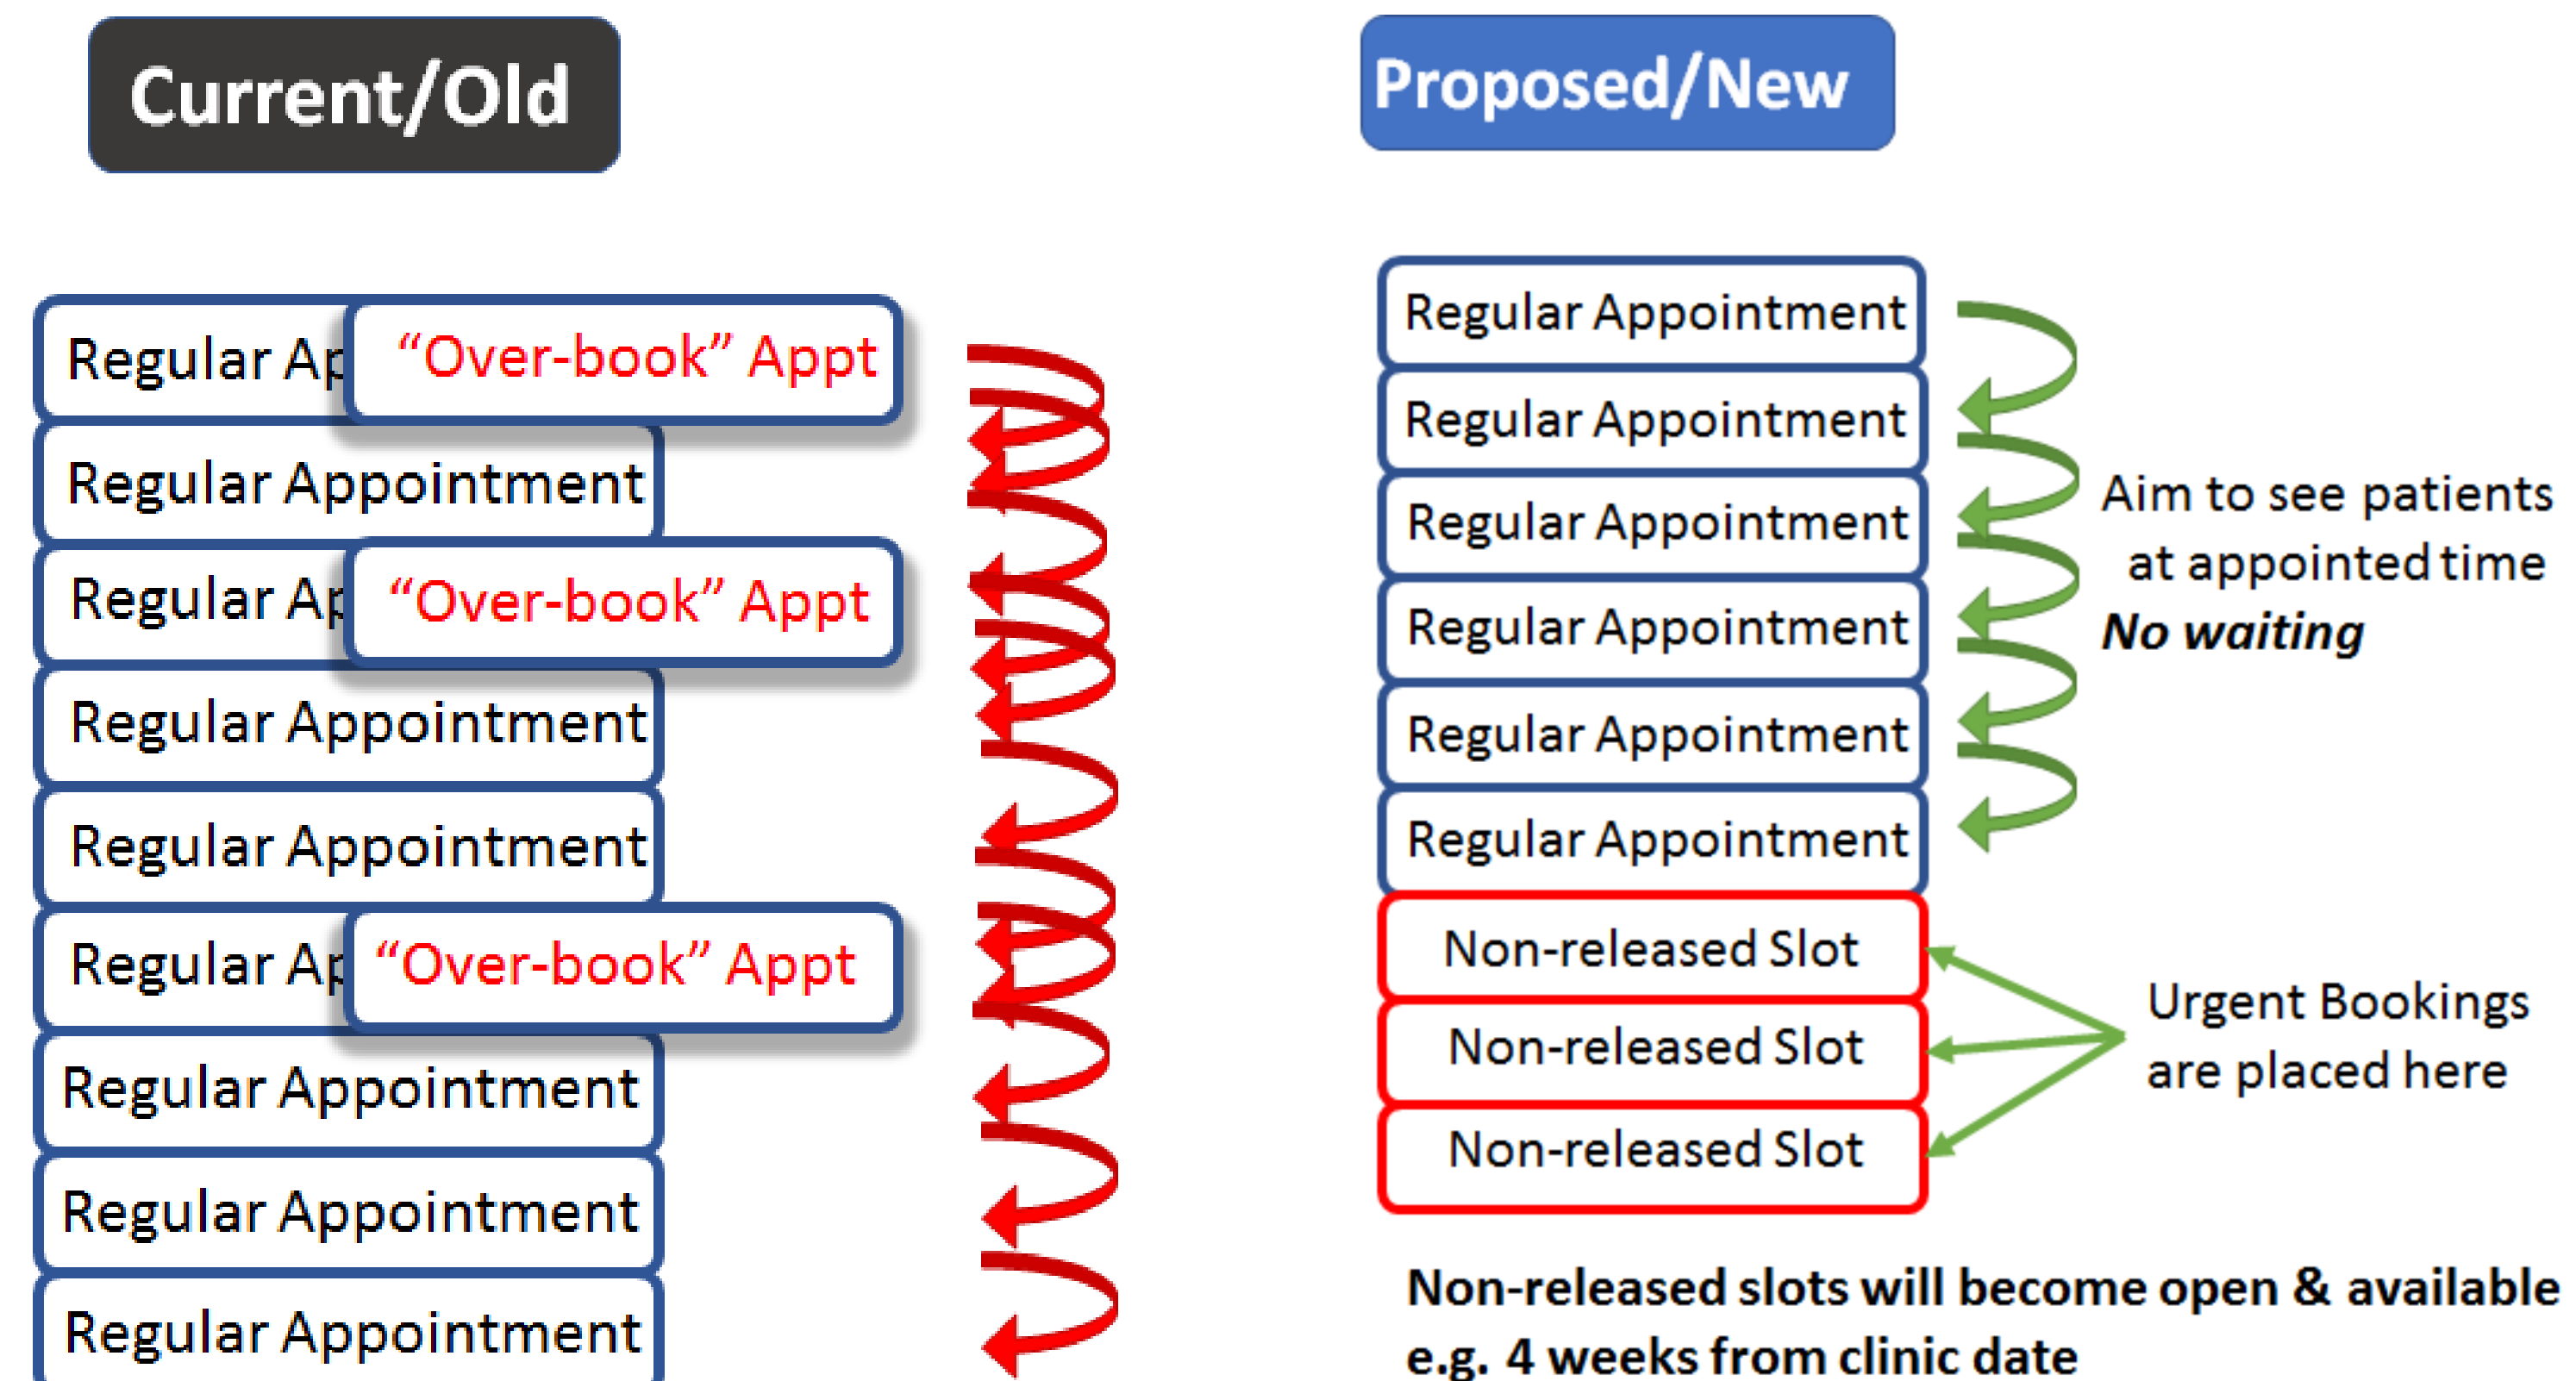 Current/Old
Regular Ap
“Over-book” Appt
Regular Appointment
Regular Ap
“Over-book” Appt
Regular Appointment
Regular Appointment
Regular Ap
“Over-book” Appt
Regular Appointment
Regular Appointment
Regular Appointment
Proposed/New
Regular Appointment
Regular Appointment
Regular Appointment
Regular Appointment
Regular Appointment
Regular Appointment
Aim to see patients
at appointed time
No waiting
Non-released Slot
Non-released Slot
Non-released Slot
Urgent Bookings
are placed here
Non-released slots will become open & available
e.g. 4 weeks from clinic date